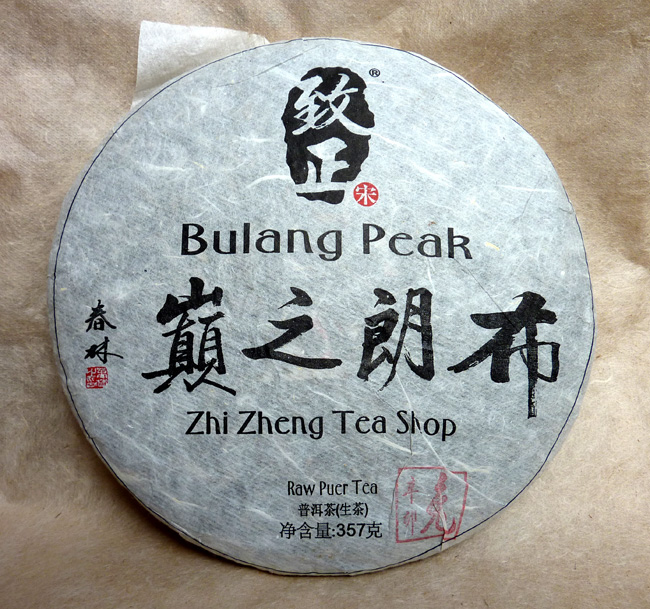 致
正
®
宋
Bulang Peak
巅之朗布
春林
Zhi Zheng Tea Shop
Raw Puer Tea
普洱茶(生茶)
净含量:357克